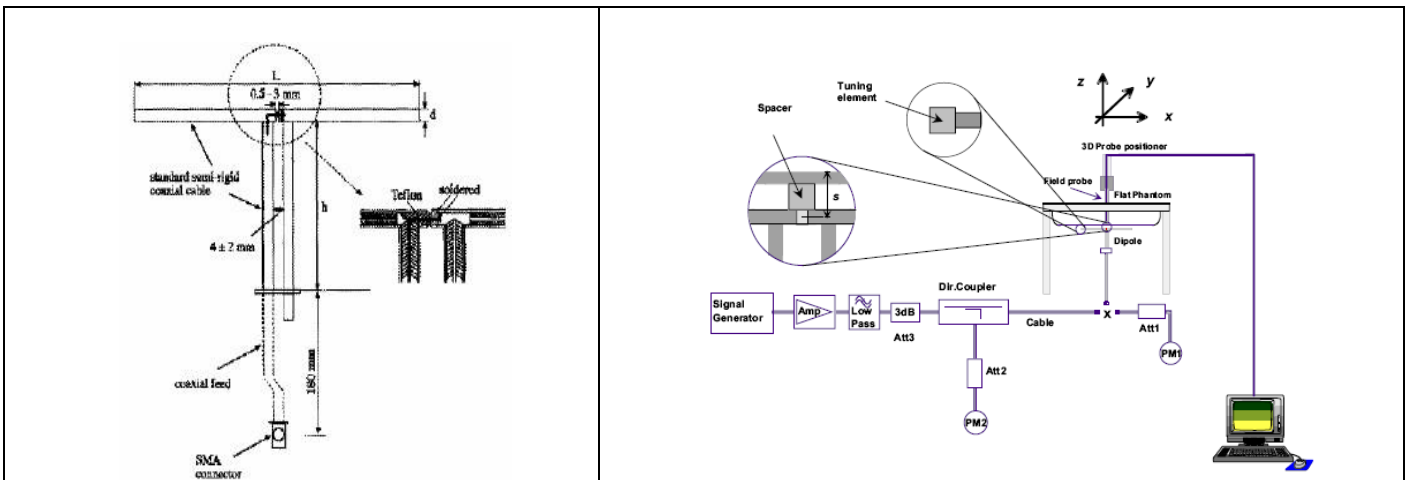 L
0.5 - 3 mm
d
standard semi-rigid
coaxial cable
h
Teflon
soldered
4 ± 2 mm
coaxial feed
180 mm
SMA
connector
Tuning
element
Spacer
s
z
y
x
3D Probe positioner
Field probe
Flat Phantom
Dipole
Signal
Generator
Amp
Low
Pass
3dB
Att3
Dir.Coupler
Cable
x
Att1
PM1
Att2
PM2